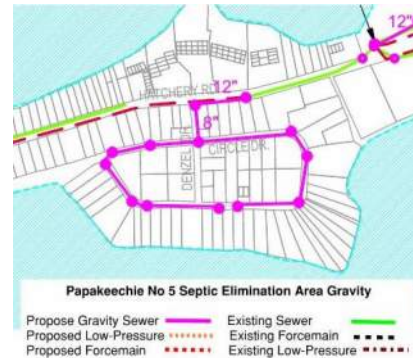 12"
HATCHERY RD.
12"
8"
DENZEL DR.
CIRCLE DR.
Papakeechie No 5 Septic Elimination Area Gravity
Propose Gravity Sewer Existing Sewer
Proposed Low-Pressure Existing Forcemain
Proposed Forcemain Existing Low-Pressure